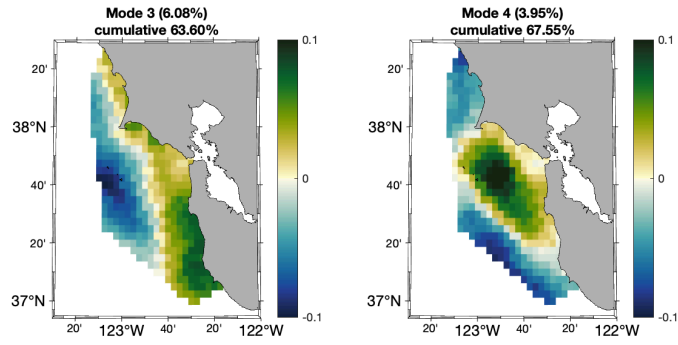 Mode 3 (6.08%)
cumulative 63.60%
20'
38°N
40'
20'
37°N
20'
123°W
40'
20'
122°W
0.1
0
-0.1
Mode 4 (3.95%)
cumulative 67.55%
20'
38°N
40'
20'
37°N
20'
123°W
40'
20'
122°W
0.1
0
-0.1